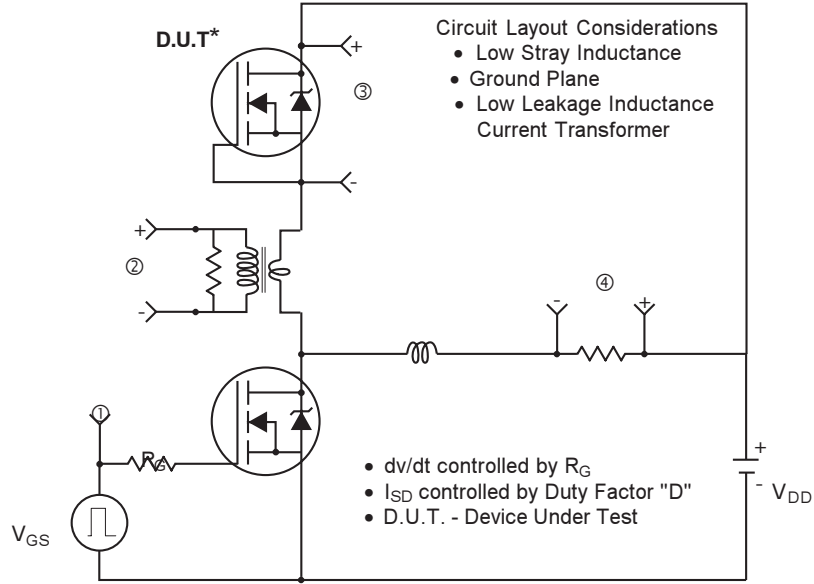 D.U.T*
Circuit Layout Considerations
• Low Stray Inductance
• Ground Plane
• Low Leakage Inductance
Current Transformer
+
③
-
+
②
-
④
- +
①
R_G
• dv/dt controlled by R_G
• I_SD controlled by Duty Factor "D"
• D.U.T. - Device Under Test
+
-
V_DD
V_GS